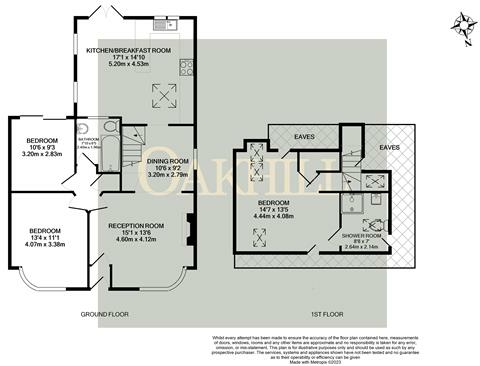 KITCHEN/BREAKFAST ROOM
17'1 x 14'10
5.20m x 4.53m
BEDROOM
10'6 x 9'3
3.20m x 2.83m
BATHROOM
DINING ROOM
10'6 x 9'2
3.20m x 2.79m
BEDROOM
13'4 x 11'1
4.07m x 3.38m
RECEPTION ROOM
15'1 x 13'6
4.60m x 4.12m
GROUND FLOOR
EAVES
EAVES
BEDROOM
14'7 x 13'5
4.44m x 4.08m
SHOWER ROOM
8'8 x 7'
2.64m x 2.14m
1ST FLOOR
OAKHILL
Whilst every attempt has been made to ensure the accuracy of the floor plan contained here, measurements
of doors, windows, rooms and any other items are approximate and no responsibility is taken for any error,
omission, or mis-statement. This plan is for illustrative purposes only and should be used as such by any
prospective purchaser. The services, systems and appliances shown have not been tested and no guarantee
as to their operability or efficiency can be given
Made with Metropix ©2023